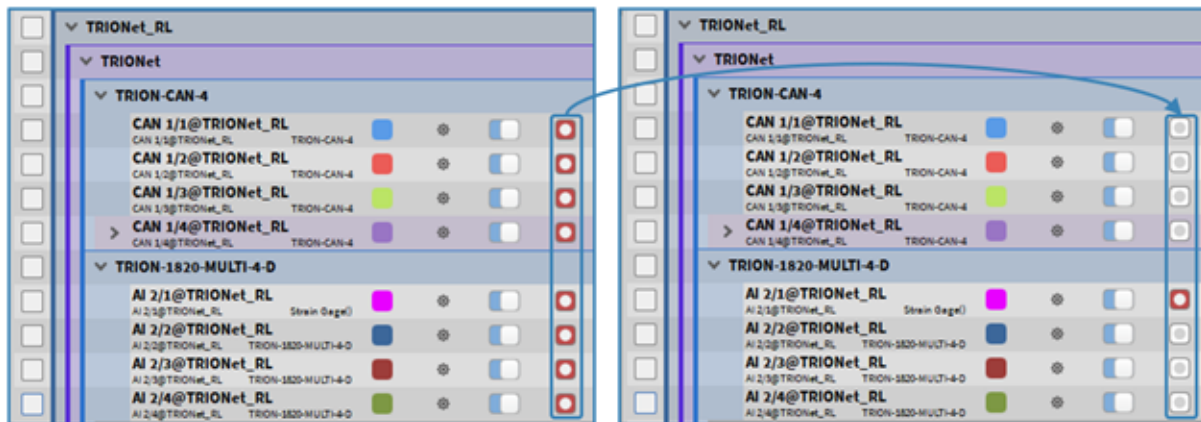 TRIONet_RL
TRIONet
TRION-CAN-4
CAN 1/1@TRIONet_RL
CAN 1/1@TRIONet_RL TRION-CAN-4
CAN 1/2@TRIONet_RL
CAN 1/2@TRIONet_RL TRION-CAN-4
CAN 1/3@TRIONet_RL
CAN 1/3@TRIONet_RL TRION-CAN-4
CAN 1/4@TRIONet_RL
CAN 1/4@TRIONet_RL TRION-CAN-4
TRION-1820-MULTI-4-D
AI 2/1@TRIONet_RL
AI 2/1@TRIONet_RL Strain Gage()
AI 2/2@TRIONet_RL
AI 2/2@TRIONet_RL TRION-1820-MULTI-4-D
AI 2/3@TRIONet_RL
AI 2/3@TRIONet_RL TRION-1820-MULTI-4-D
AI 2/4@TRIONet_RL
AI 2/4@TRIONet_RL TRION-1820-MULTI-4-D
TRIONet_RL
TRIONet
TRION-CAN-4
CAN 1/1@TRIONet_RL
CAN 1/1@TRIONet_RL TRION-CAN-4
CAN 1/2@TRIONet_RL
CAN 1/2@TRIONet_RL TRION-CAN-4
CAN 1/3@TRIONet_RL
CAN 1/3@TRIONet_RL TRION-CAN-4
CAN 1/4@TRIONet_RL
CAN 1/4@TRIONet_RL TRION-CAN-4
TRION-1820-MULTI-4-D
AI 2/1@TRIONet_RL
AI 2/1@TRIONet_RL Strain Gage()
AI 2/2@TRIONet_RL
AI 2/2@TRIONet_RL TRION-1820-MULTI-4-D
AI 2/3@TRIONet_RL
AI 2/3@TRIONet_RL TRION-1820-MULTI-4-D
AI 2/4@TRIONet_RL
AI 2/4@TRIONet_RL TRION-1820-MULTI-4-D